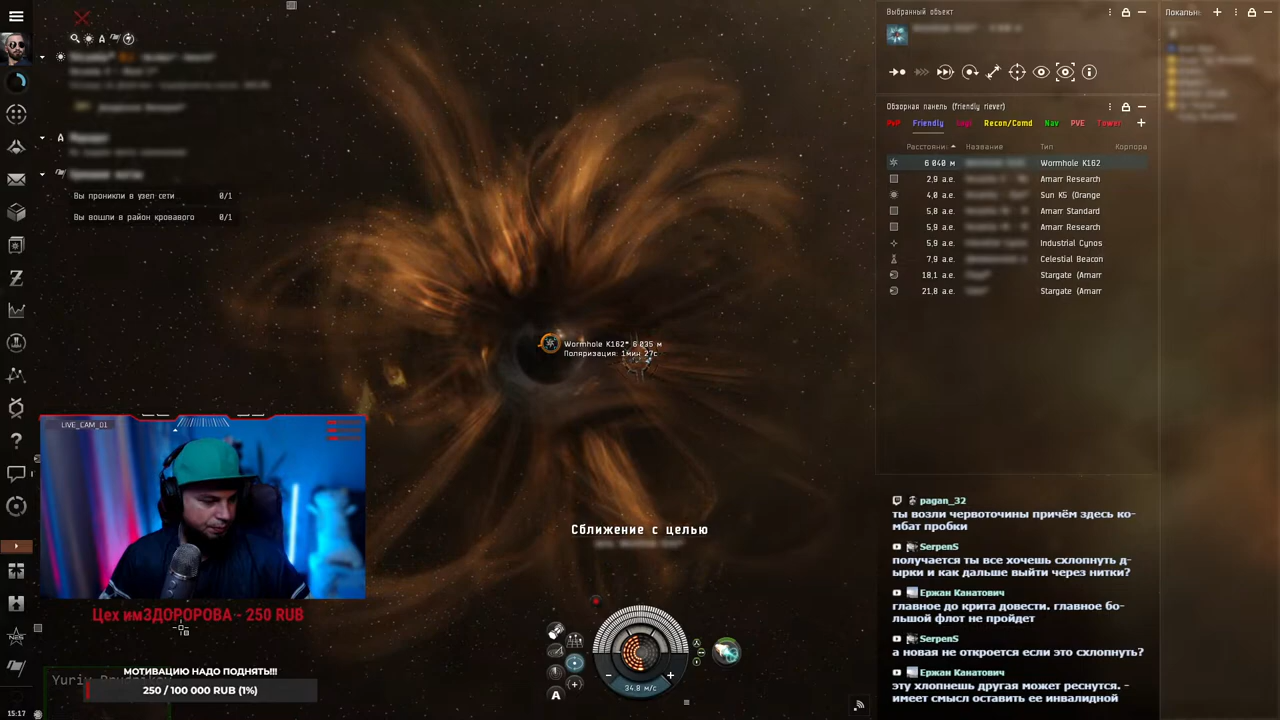 Выбранный объект
Обзорная панель (friendly riever)
PvP Friendly Recon/Comd Nav PVE Tower
Расстоянi Название Тип Корпора
6 040 м Wormhole K162
2,9 а.е. Amarr Research
4,0 а.е. Sun K5 (Orange
5,8 а.е. Amarr Standard
5,8 а.е. Amarr Research
5,9 а.е. Industrial Cynos
7,9 а.е. Celestial Beacon
18,1 а.е. Stargate (Amarr
21,8 а.е. Stargate (Amarr
Локальн
Вы проникли в узел сети 0/1
Вы вошли в район кровавого 0/1
Wormhole K162* 6 035 м
Поляризация: 1мин 27с
LIVE_CAM_01
Цех имЗДОРОРОВА - 250 RUB
МОТИВАЦИЮ НАДО ПОДНЯТЬ!!!
250 / 100 000 RUB (1%)
15:17
Сближение с целью
34.8 м/с
pagan_32
ты возли червоточины причём здесь ко-
мбат пробки
SerpenS
получается ты все хочешь схлопнуть д-
ырки и как дальше выйти через нитки?
Ержан Канатович
главное до крита довести. главное бо-
льшой флот не пройдет
SerpenS
а новая не откроется если это схлопнуть?
Ержан Канатович
эту хлопнешь другая может реснутся. -
имеет смысл оставить ее инвалидной